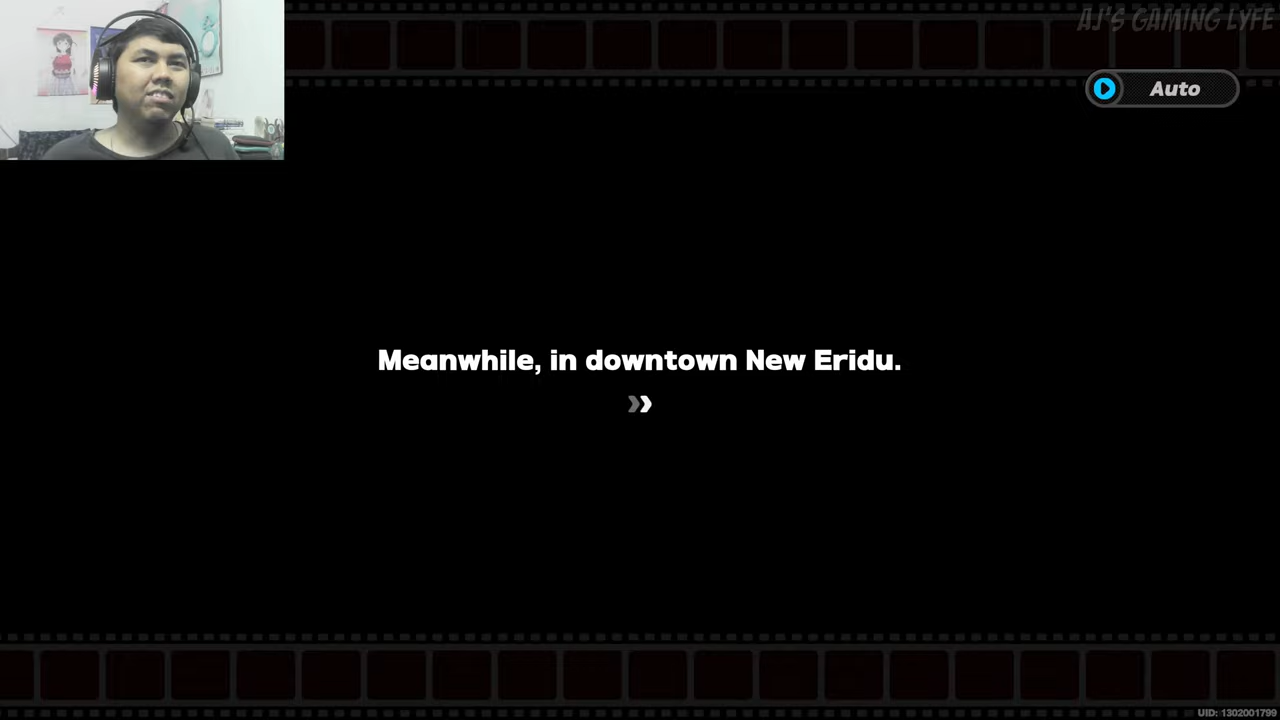 AJ'S GAMING LYFE
Auto
Meanwhile, in downtown New Eridu.
UID: 1302001799